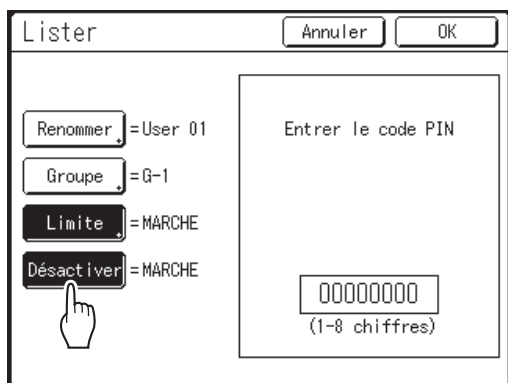 Lister
Annuler
OK
Renommer =User 01
Groupe =G-1
Limite =MARCHE
Désactiver =MARCHE
Entrer le code PIN
00000000
(1-8 chiffres)